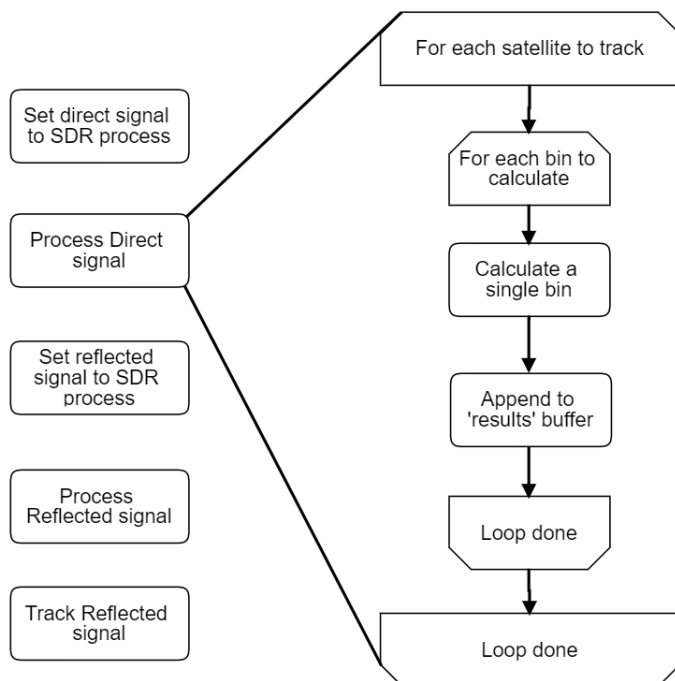 Set direct signal
to SDR process
Process Direct
signal
Set reflected
signal to SDR
process
Process
Reflected signal
Track Reflected
signal
For each satellite to track
For each bin to
calculate
Calculate a
single bin
Append to
'results' buffer
Loop done
Loop done